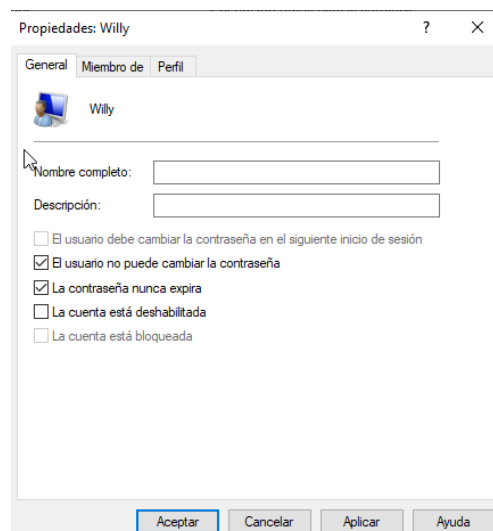 Propiedades: Willy
General Miembro de Perfil
Willy
Nombre completo:
Descripción:
El usuario debe cambiar la contraseña en el siguiente inicio de sesión
El usuario no puede cambiar la contraseña
La contraseña nunca expira
La cuenta está deshabilitada
La cuenta está bloqueada
Aceptar Cancelar Aplicar Ayuda